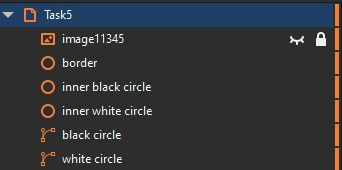 Task5
image11345
border
inner black circle
inner white circle
black circle
white circle